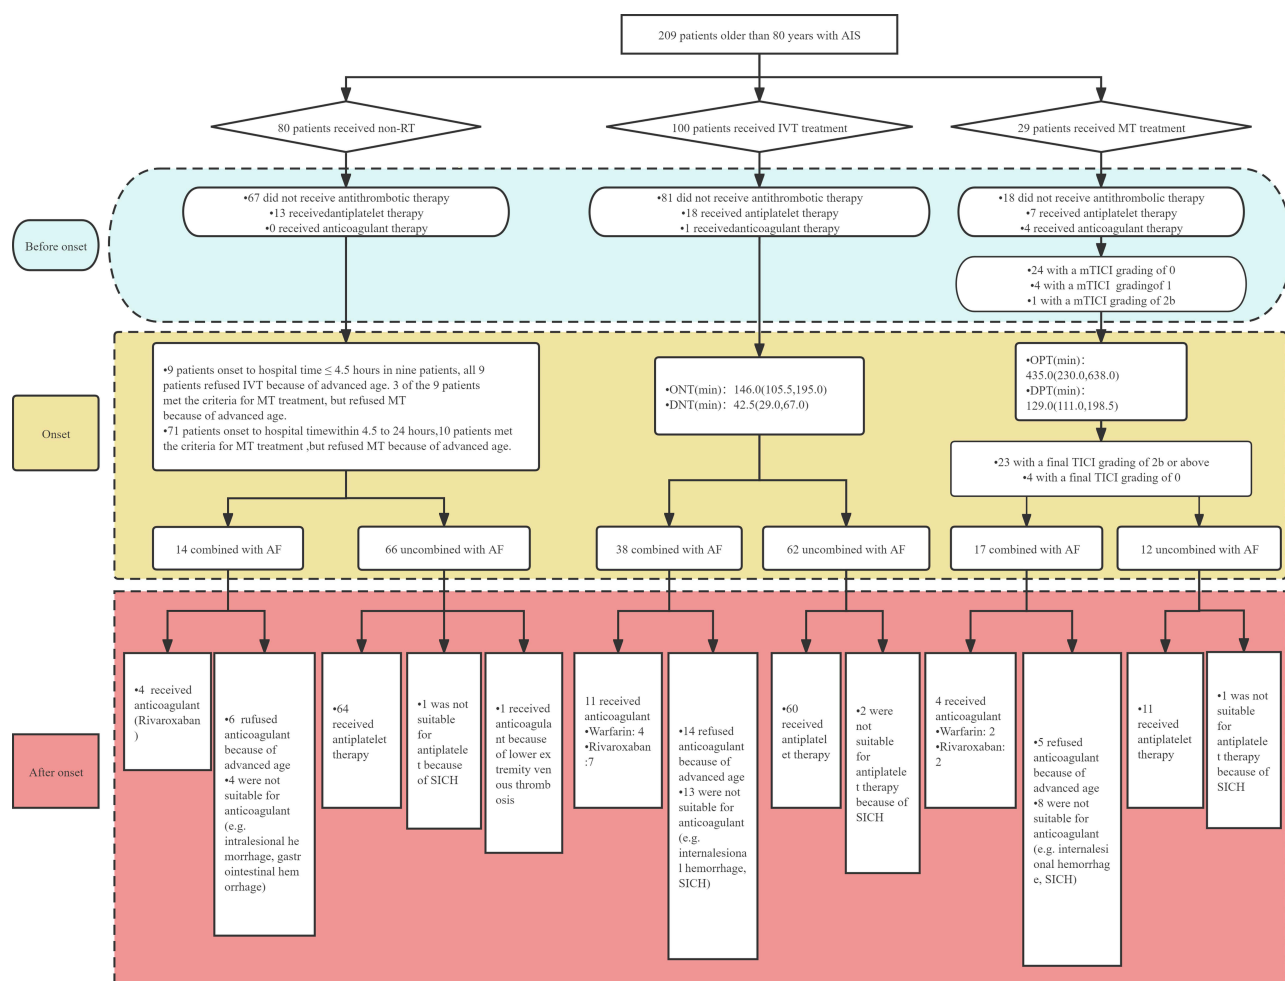 209 patients older than 80 years with AIS
80 patients received non-RT
100 patients received IVT treatment
29 patients received MT treatment
Before onset
•67 did not receive antithrombotic therapy
•13 receivedantiplatelet therapy
•0 received anticoagulant therapy
•81 did not receive antithrombotic therapy
•18 received antiplatelet therapy
•1 receivedanticoagulant therapy
•18 did not receive antithrombolic therapy
•7 received antiplatelet therapy
•4 received anticoagulant therapy
•24 with a mTICI grading of 0
•4 with a mTICI  gradingof 1
•1 with a mTICI grading of 2b
Onset
•9 patients onset to hospital time ≤ 4.5 hours in nine patients, all 9
patients refused IVT because of advanced age. 3 of the 9 patients
met the criteria for MT treatment, but refused MT
because of advanced age.
•71 patients onset to hospital timewithin 4.5 to 24 hours,10 patients met
the criteria for MT treatment ,but refused MT because of advanced age.
•ONT(min)： 146.0(105.5,195.0)
•DNT(min)： 42.5(29.0,67.0)
•OPT(min)：
435.0(230.0,638.0)
•DPT(min)：
129.0(111.0,198.5)
•23 with a final TICI grading of 2b or above
•4 with a final TICI grading of 0
14 combined with AF
66 uncombined with AF
38 combined with AF
62 uncombined with AF
17 combined with AF
12 uncombined with AF
After onset
•4  received
anticoagulant
(Rivaroxaban
)
•6  rufused
anticoagulant
because of
advanced age
•4 were not
suitable for
anticoagulant
(e.g.
intralesional he
morrhage, gastr
ointestinal hem
orrhage)
•64
received
antiplatelet
therapy
•1 was not
suitable
for
antiplatele
t because
of SICH
•1 received
anticoagula
nt because
of lower ex
tremity ven
ous thromb
osis
11 received
anticoagulant
•Warfarin: 4
•Rivaroxaban
:7
•14 refused
anticoagulant
because of
advanced age
•13 were not
suitable for
anticoagulant
(e.g.
internalesiona
l hemorrhage,
SICH)
•60
received
antiplatel
et therapy
•2 were
not
suitable
for
antiplatele
t therapy
because of
SICH
4 received
anticoagulant
•Warfarin: 2
•Rivaroxaban:
2
•5 refused
anticoagulant
because of
advanced age
•8 were not
suitable for
anticoagulant
(e.g. internalesi
onal hemorrhag
e, SICH)
•11
received
antiplatelet
therapy
•1 was not
suitable
for
antiplatele
t therapy
because of
SICH